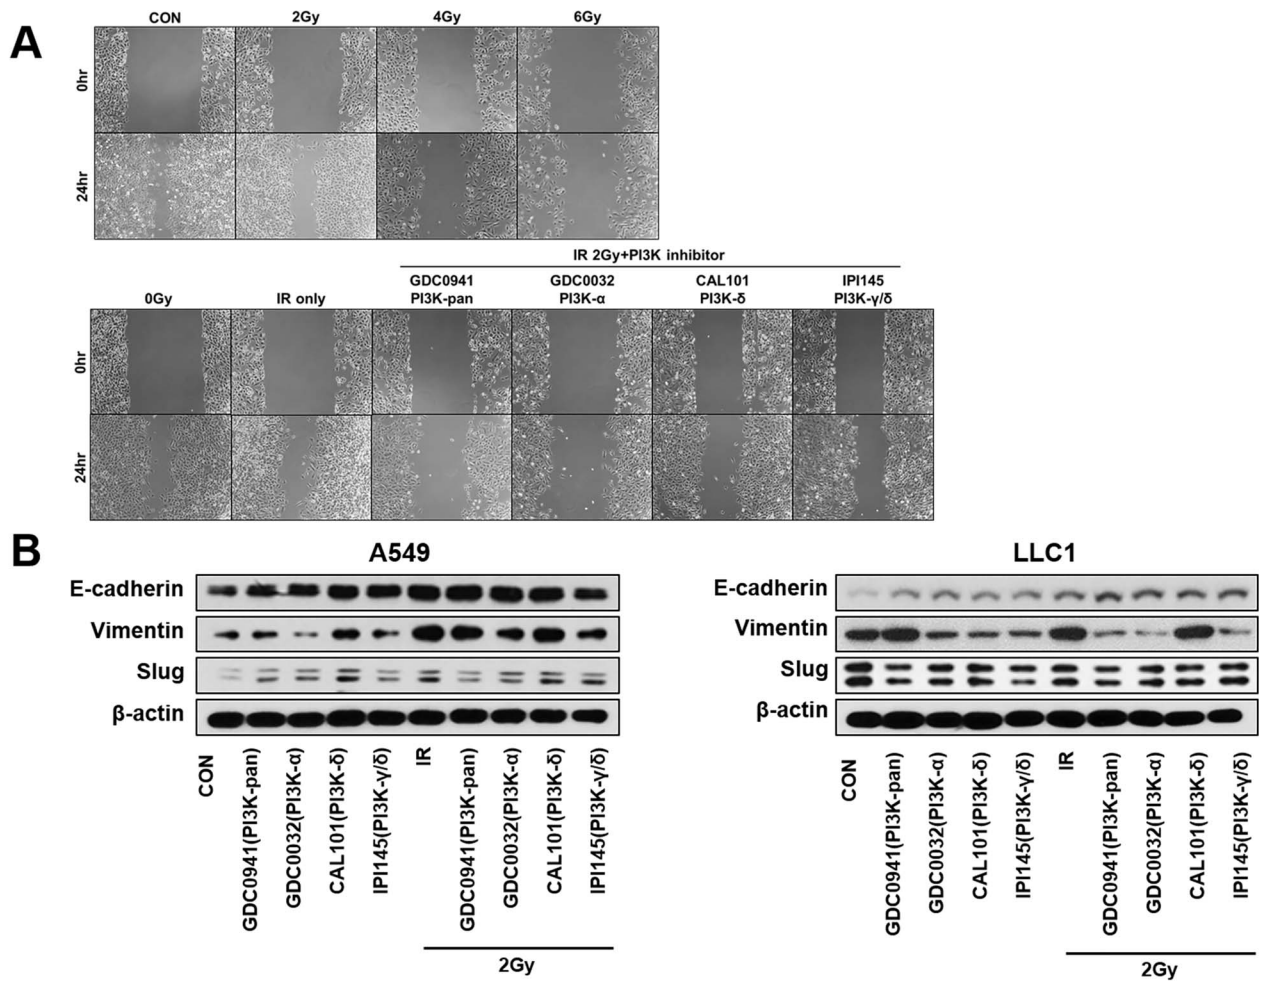 A
CON 2Gy 4Gy 6Gy
0hr
24hr
IR 2Gy+PI3K inhibitor
GDC0941 GDC0032 CAL101 IPI145
0Gy IR only PI3K-pan PI3K-α PI3K-δ PI3K-γ/δ
0hr
24hr
B
A549
E-cadherin
Vimentin
Slug
β-actin
CON
GDC0941(PI3K-pan)
GDC0032(PI3K-α)
CAL101(PI3K-δ)
IPI145(PI3K-γ/δ)
IR
GDC0941(PI3K-pan)
GDC0032(PI3K-α)
CAL101(PI3K-δ)
IPI145(PI3K-γ/δ)
2Gy
LLC1
E-cadherin
Vimentin
Slug
β-actin
CON
GDC0941(PI3K-pan)
GDC0032(PI3K-α)
CAL101(PI3K-δ)
IPI145(PI3K-γ/δ)
IR
GDC0941(PI3K-pan)
GDC0032(PI3K-α)
CAL101(PI3K-δ)
IPI145(PI3K-γ/δ)
2Gy